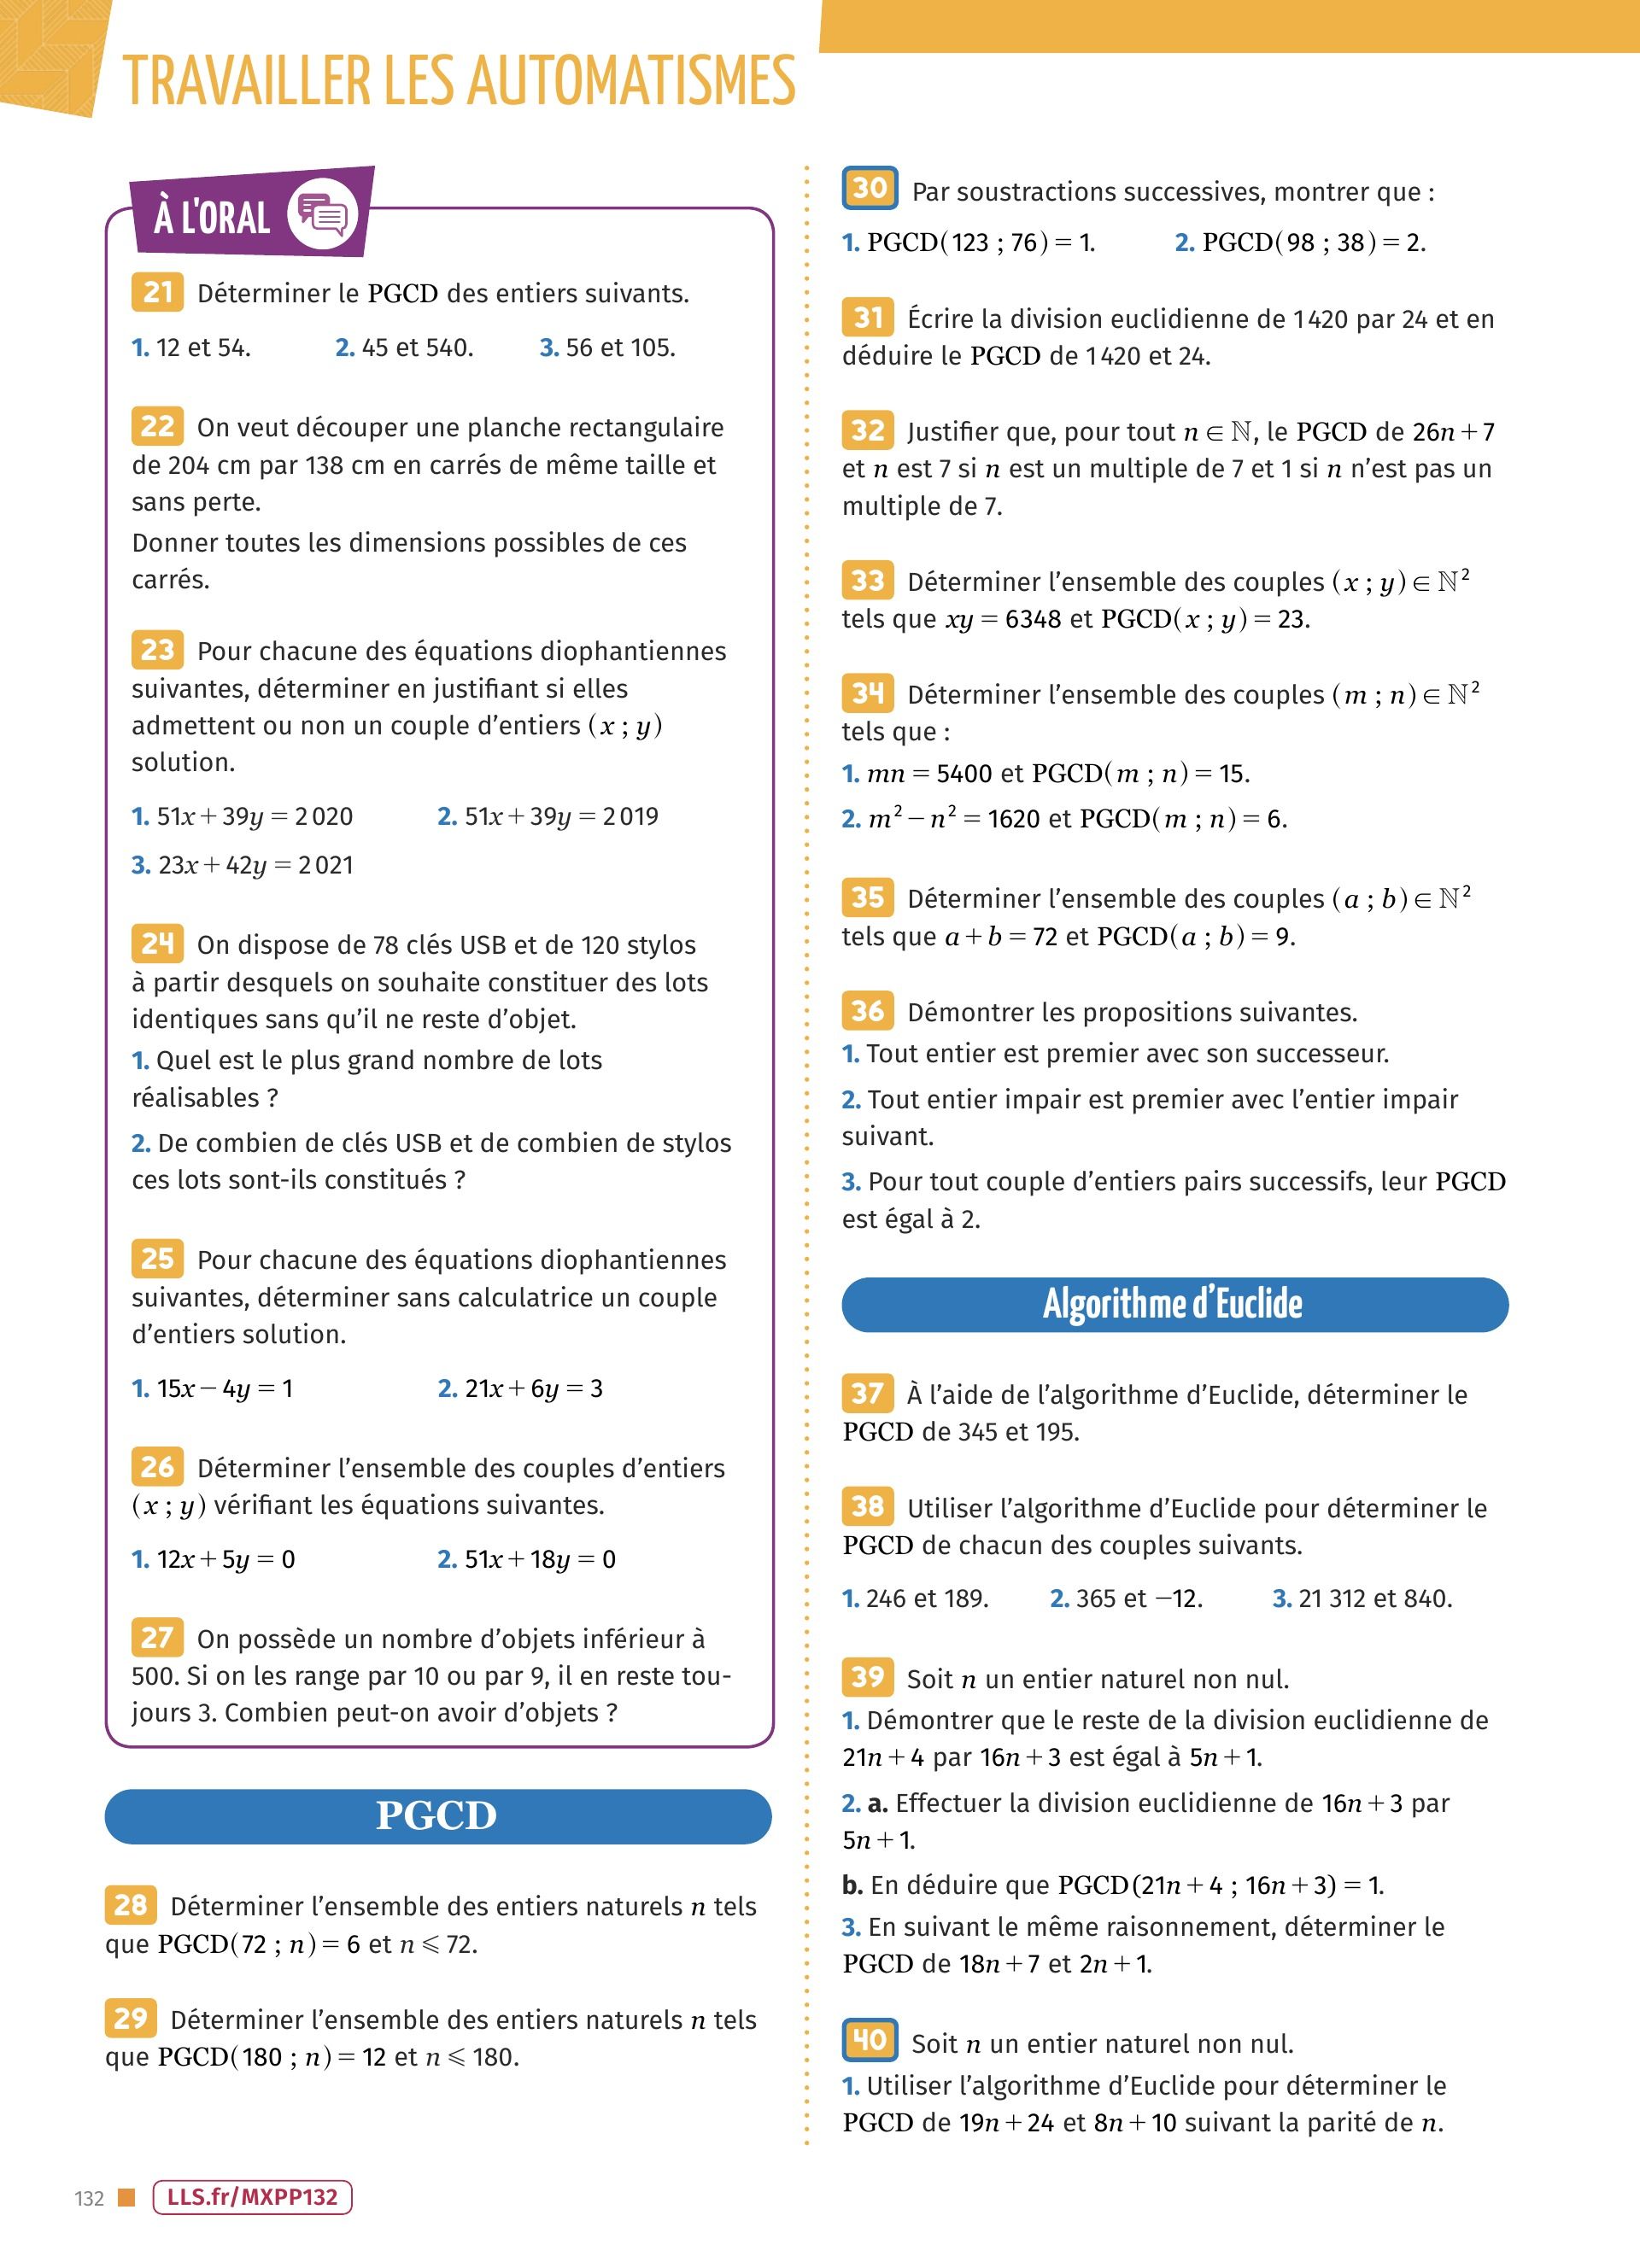 TRAVAILLER LES AUTOMATISMES
À L'ORAL
21 Déterminer le PGCD des entiers suivants.
1. 12 et 54. 2. 45 et 540. 3. 56 et 105.
22 On veut découper une planche rectangulaire
de 204 cm par 138 cm en carrés de même taille et
sans perte.
Donner toutes les dimensions possibles de ces
carrés.
23 Pour chacune des équations diophantiennes
suivantes, déterminer en justifiant si elles
admettent ou non un couple d’entiers (x ; y)
solution.
1. 51x + 39y = 2 020 2. 51x + 39y = 2 019
3. 23x + 42y = 2 021
24 On dispose de 78 clés USB et de 120 stylos
à partir desquels on souhaite constituer des lots
identiques sans qu’il ne reste d’objet.
1. Quel est le plus grand nombre de lots
réalisables ?
2. De combien de clés USB et de combien de stylos
ces lots sont-ils constitués ?
25 Pour chacune des équations diophantiennes
suivantes, déterminer sans calculatrice un couple
d’entiers solution.
1. 15x − 4y = 1 2. 21x + 6y = 3
26 Déterminer l’ensemble des couples d’entiers
(x ; y) vérifiant les équations suivantes.
1. 12x + 5y = 0 2. 51x + 18y = 0
27 On possède un nombre d’objets inférieur à
500. Si on les range par 10 ou par 9, il en reste tou-
jours 3. Combien peut-on avoir d’objets ?
PGCD
28 Déterminer l’ensemble des entiers naturels n tels
que PGCD(72 ; n) = 6 et n ⩽ 72.
29 Déterminer l’ensemble des entiers naturels n tels
que PGCD(180 ; n) = 12 et n ⩽ 180.
30 Par soustractions successives, montrer que :
1. PGCD(123 ; 76) = 1. 2. PGCD(98 ; 38) = 2.
31 Écrire la division euclidienne de 1 420 par 24 et en
déduire le PGCD de 1 420 et 24.
32 Justifier que, pour tout n ∈ ℕ, le PGCD de 26n + 7
et n est 7 si n est un multiple de 7 et 1 si n n’est pas un
multiple de 7.
33 Déterminer l’ensemble des couples (x ; y) ∈ ℕ²
tels que xy = 6348 et PGCD(x ; y) = 23.
34 Déterminer l’ensemble des couples (m ; n) ∈ ℕ²
tels que :
1. mn = 5400 et PGCD(m ; n) = 15.
2. m² − n² = 1620 et PGCD(m ; n) = 6.
35 Déterminer l’ensemble des couples (a ; b) ∈ ℕ²
tels que a + b = 72 et PGCD(a ; b) = 9.
36 Démontrer les propositions suivantes.
1. Tout entier est premier avec son successeur.
2. Tout entier impair est premier avec l’entier impair
suivant.
3. Pour tout couple d’entiers pairs successifs, leur PGCD
est égal à 2.
Algorithme d’Euclide
37 À l’aide de l’algorithme d’Euclide, déterminer le
PGCD de 345 et 195.
38 Utiliser l’algorithme d’Euclide pour déterminer le
PGCD de chacun des couples suivants.
1. 246 et 189. 2. 365 et −12. 3. 21 312 et 840.
39 Soit n un entier naturel non nul.
1. Démontrer que le reste de la division euclidienne de
21n + 4 par 16n + 3 est égal à 5n + 1.
2. a. Effectuer la division euclidienne de 16n + 3 par
5n + 1.
b. En déduire que PGCD(21n + 4 ; 16n + 3) = 1.
3. En suivant le même raisonnement, déterminer le
PGCD de 18n + 7 et 2n + 1.
40 Soit n un entier naturel non nul.
1. Utiliser l’algorithme d’Euclide pour déterminer le
PGCD de 19n + 24 et 8n + 10 suivant la parité de n.
132 LLS.fr/MXPP132